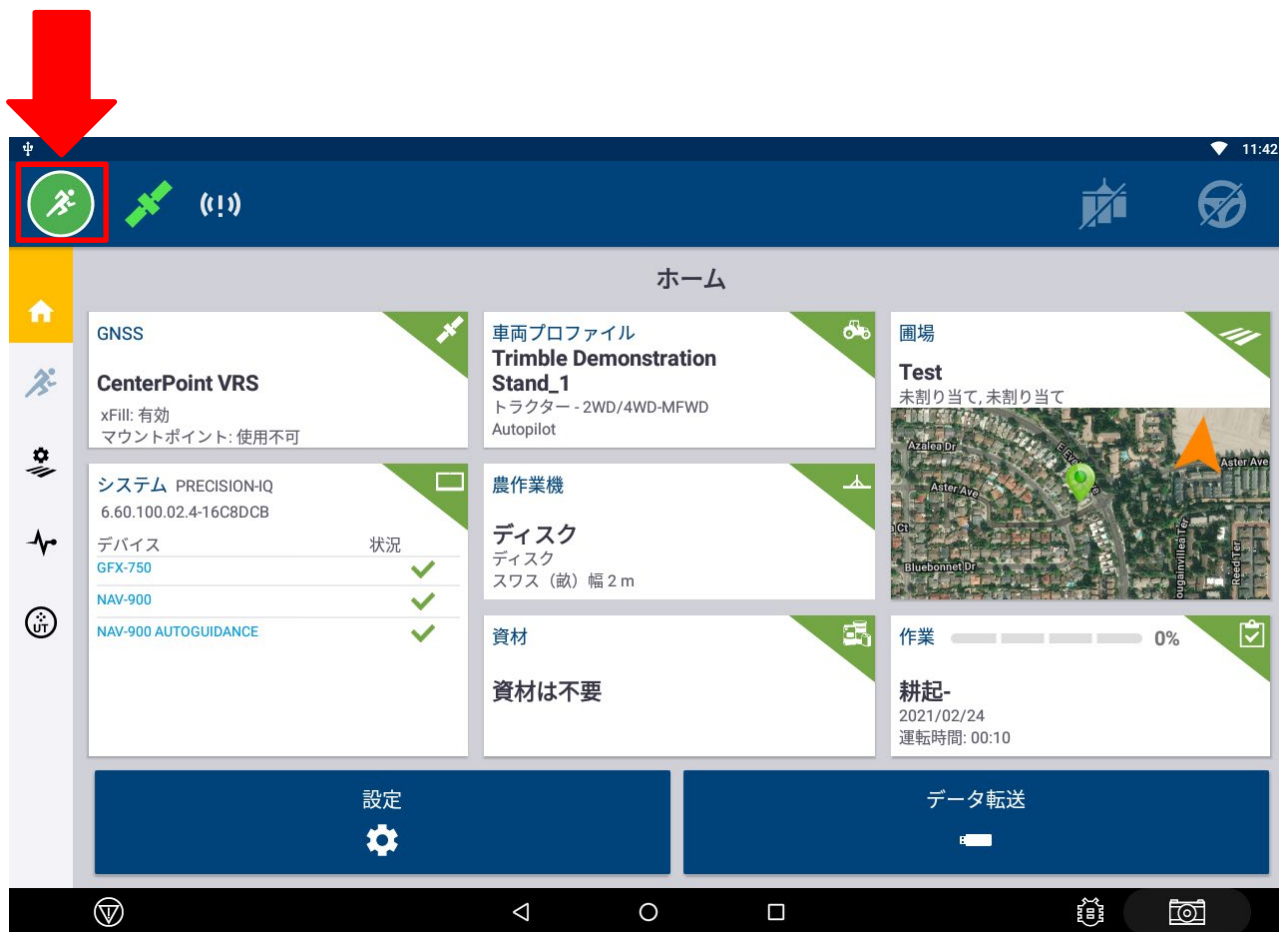 11:42
ホーム
GNSS
CenterPoint VRS
xFill: 有効
マウントポイント: 使用不可
システム PRECISION-IQ
6.60.100.02.4-16C8DCB
デバイス 状況
GFX-750
NAV-900
NAV-900 AUTOGUIDANCE
車両プロファイル
Trimble Demonstration
Stand_1
トラクター - 2WD/4WD-MFWD
Autopilot
農作業機
ディスク
ディスク
スワス（畝）幅 2 m
資材
資材は不要
圃場
Test
未割り当て, 未割り当て
Azalea Dr
Aster Ave
Aster Ave
Ct
Bluebonnet Dr
ougainvillea Ter
Reed Ter
作業 0%
耕起-
2021/02/24
運転時間: 00:10
設定
データ転送
UT